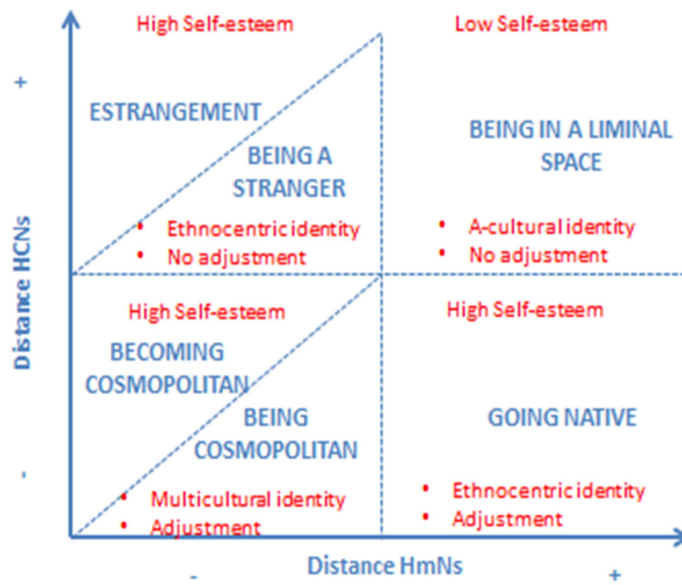 High Self-esteem
Low Self-esteem
+
ESTRANGEMENT
BEING A
STRANGER
BEING IN A LIMINAL
SPACE
• Ethnocentric identity
• No adjustment
• A-cultural identity
• No adjustment
Distance HCNs
High Self-esteem
High Self-esteem
BECOMING
COSMOPOLITAN
BEING
COSMOPOLITAN
GOING NATIVE
-
• Multicultural identity
• Adjustment
• Ethnocentric identity
• Adjustment
- Distance HmNs +